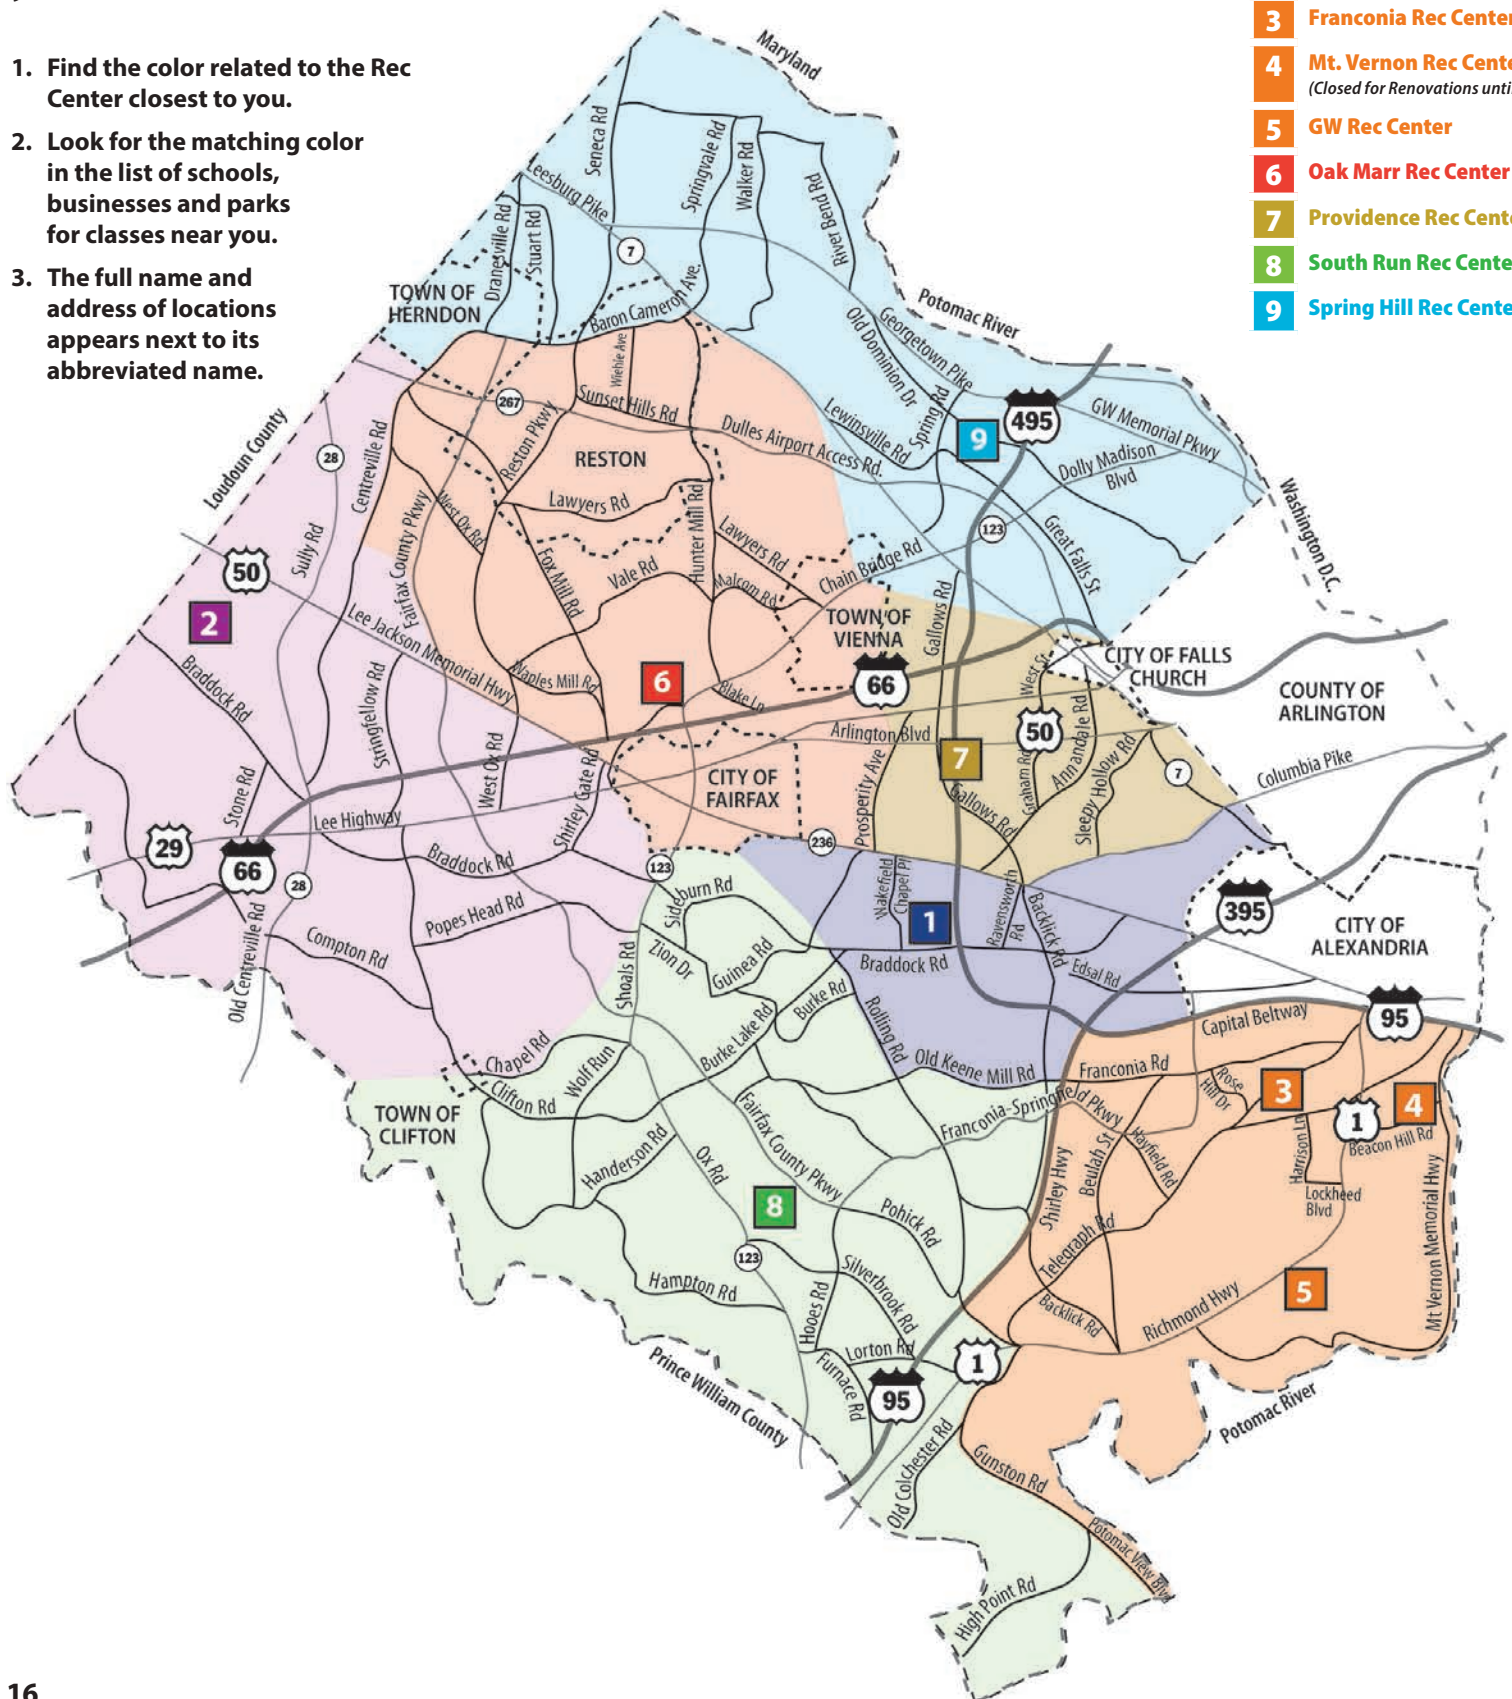 1. Find the color related to the Rec
Center closest to you.
2. Look for the matching color
in the list of schools,
businesses and parks
for classes near you.
3. The full name and
address of locations
appears next to its
abbreviated name.
3 Franconia Rec Center
4 Mt. Vernon Rec Cente
(Closed for Renovations until
5 GW Rec Center
6 Oak Marr Rec Center
7 Providence Rec Cente
8 South Run Rec Cente
9 Spring Hill Rec Cente
Maryland
Seneca Rd
Springvale Rd
Walker Rd
River Bend Rd
Leesburg Pike
Dranesville Rd
Stuart Rd
7
TOWN OF
HERNDON
Baron Cameron Ave.
Potomac River
Georgetown Pike
Old Dominion Dr
Wiehle Ave
267
Sunset Hills Rd
Reston Pkwy
RESTON
Dulles Airport Access Rd.
Lewinsville Rd
Spring Rd
9
495
GW Memorial Pkwy
Dolly Madison
Blvd
Washington D.C.
Loudoun County
28
Centreville Rd
Sully Rd
Fairfax County Pkwy
West Ox Rd
Lawyers Rd
Hunter Mill Rd
Lawyers Rd
Fox Mill Rd
Vale Rd
Malcom Rd
Chain Bridge Rd
123
Great Falls St
50
2
Lee Jackson Memorial Hwy
TOWN OF
VIENNA
Gallows Rd
CITY OF FALLS
CHURCH
Braddock Rd
Stringfellow Rd
Waples Mill Rd
6
Blake Ln
66
West St
COUNTY OF
ARLINGTON
West Ox Rd
Shirley Gate Rd
Arlington Blvd
50
7
Graham Rd
Annandale Rd
Sleepy Hollow Rd
7
Columbia Pike
Stone Rd
CITY OF
FAIRFAX
Prosperity Ave
Gallows Rd
Lee Highway
29
66
28
Braddock Rd
123
236
Popes Head Rd
Sideburn Rd
Wakefield
Chapel Pl
1
Ravensworth
Rd
Backlick Rd
395
CITY OF
ALEXANDRIA
Old Centreville Rd
Compton Rd
Shoals Rd
Zion Dr
Guinea Rd
Braddock Rd
Edsal Rd
Burke Rd
Rolling Rd
Burke Lake Rd
Capital Beltway
95
Chapel Rd
Wolf Run
Old Keene Mill Rd
Franconia Rd
Rose
Hill Dr
3
4
Clifton Rd
TOWN OF
CLIFTON
Franconia-Springfield Pkwy
1
Beacon Hill Rd
Fairfax County Pkwy
Handerson Rd
Ox Rd
Hayfield Rd
Beulah St
Shirley Hwy
Harrison Ln
Lockheed
Blvd
8
Pohick Rd
Mt Vernon Memorial Hwy
123
Hampton Rd
Silverbrook Rd
Telegraph Rd
Hooes Rd
Backlick Rd
Richmond Hwy
5
Lorton Rd
1
Furnace Rd
95
Prince William County
Potomac River
Old Colchester Rd
Gunston Rd
Potomac View Blvd
High Point Rd
16